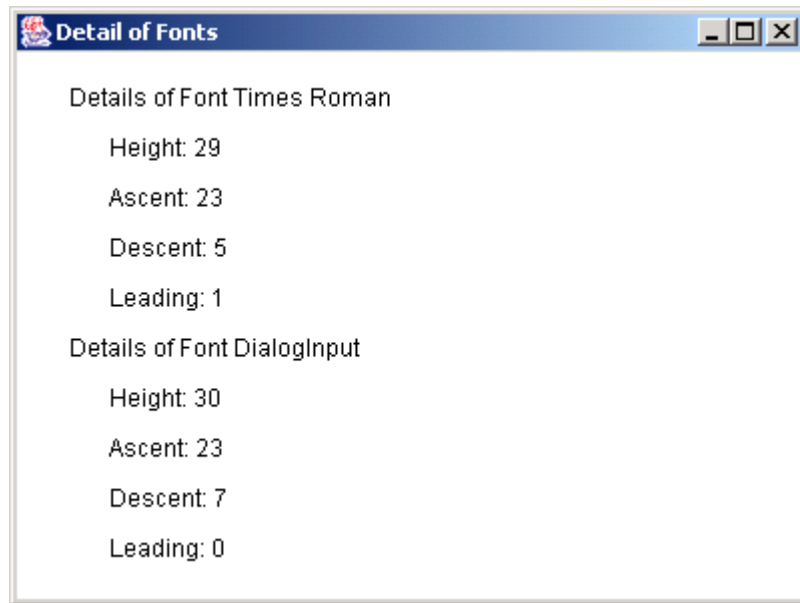 Detail of Fonts
Details of Font Times Roman
Height: 29
Ascent: 23
Descent: 5
Leading: 1
Details of Font DialogInput
Height: 30
Ascent: 23
Descent: 7
Leading: 0